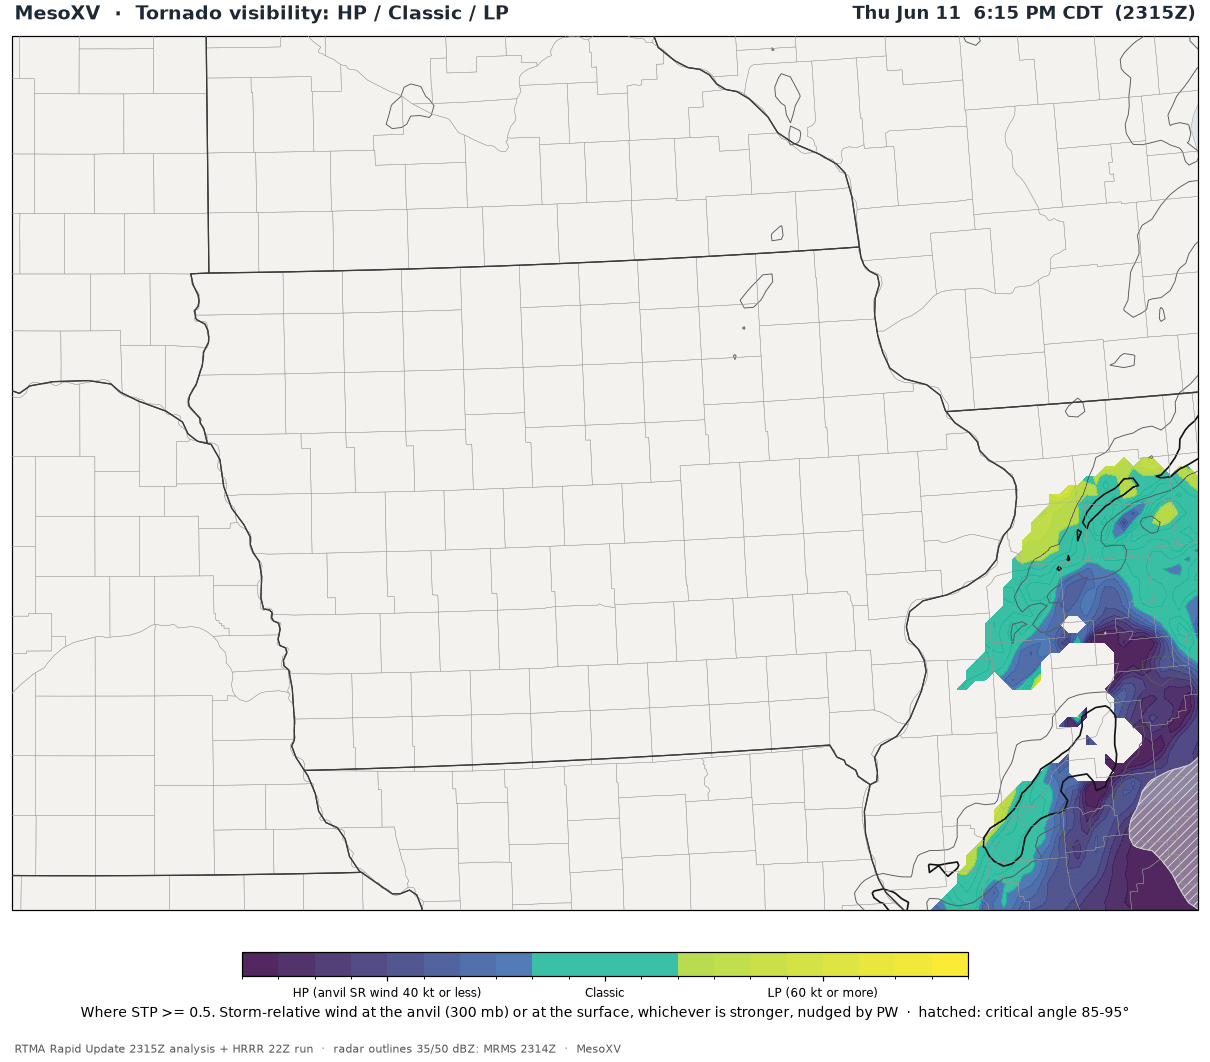 MesoXV · Tornado visibility: HP / Classic / LP
Thu Jun 11 6:15 PM CDT (2315Z)
HP (anvil SR wind 40 kt or less)
Classic
LP (60 kt or more)
Where STP >= 0.5. Storm-relative wind at the anvil (300 mb) or at the surface, whichever is stronger, nudged by PW · hatched: critical angle 85-95°
RTMA Rapid Update 2315Z analysis + HRRR 22Z run · radar outlines 35/50 dBZ: MRMS 2314Z · MesoXV